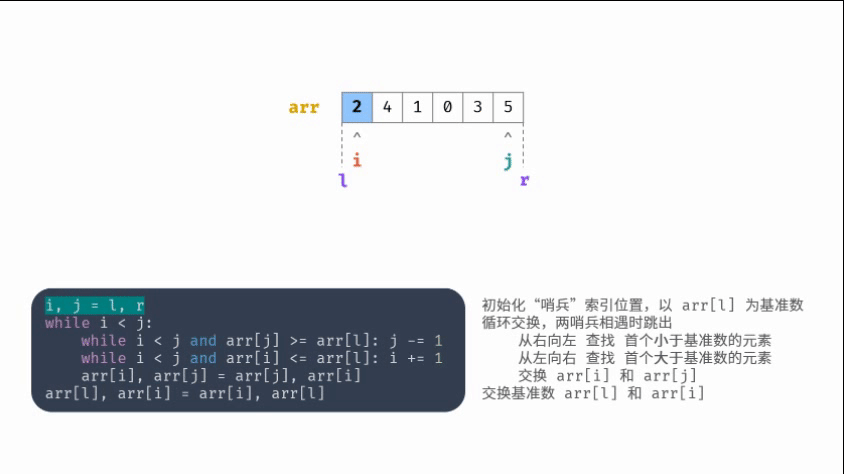 arr 2 4 1 0 3 5
^ ^
i j
l r
i, j = l, r
while i < j:
    while i < j and arr[j] >= arr[l]: j -= 1
    while i < j and arr[i] <= arr[l]: i += 1
    arr[i], arr[j] = arr[j], arr[i]
arr[l], arr[i] = arr[i], arr[l]
初始化“哨兵”索引位置，以 arr[l] 为基准数
循环交换，两哨兵相遇时跳出
    从右向左 查找 首个小于基准数的元素
    从左向右 查找 首个大于基准数的元素
    交换 arr[i] 和 arr[j]
交换基准数 arr[l] 和 arr[i]